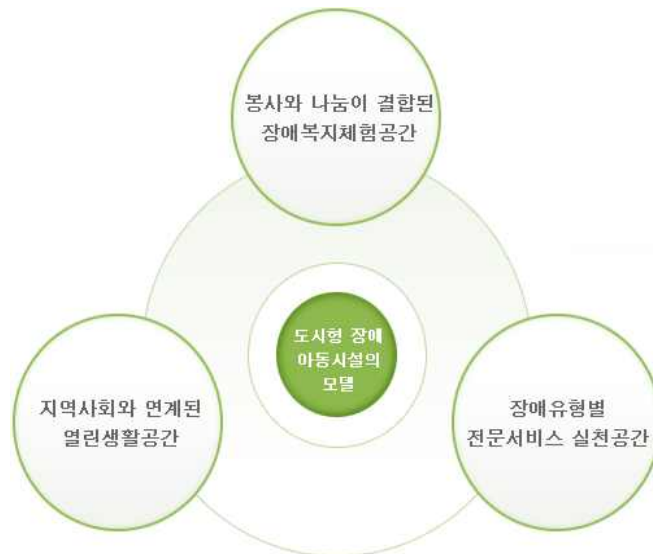 봉사와 나눔이 결합된
장애복지체험공간
도시형 장애
아동시설의
모델
지역사회와 연계된
열린생활공간
장애유형별
전문서비스 실천공간